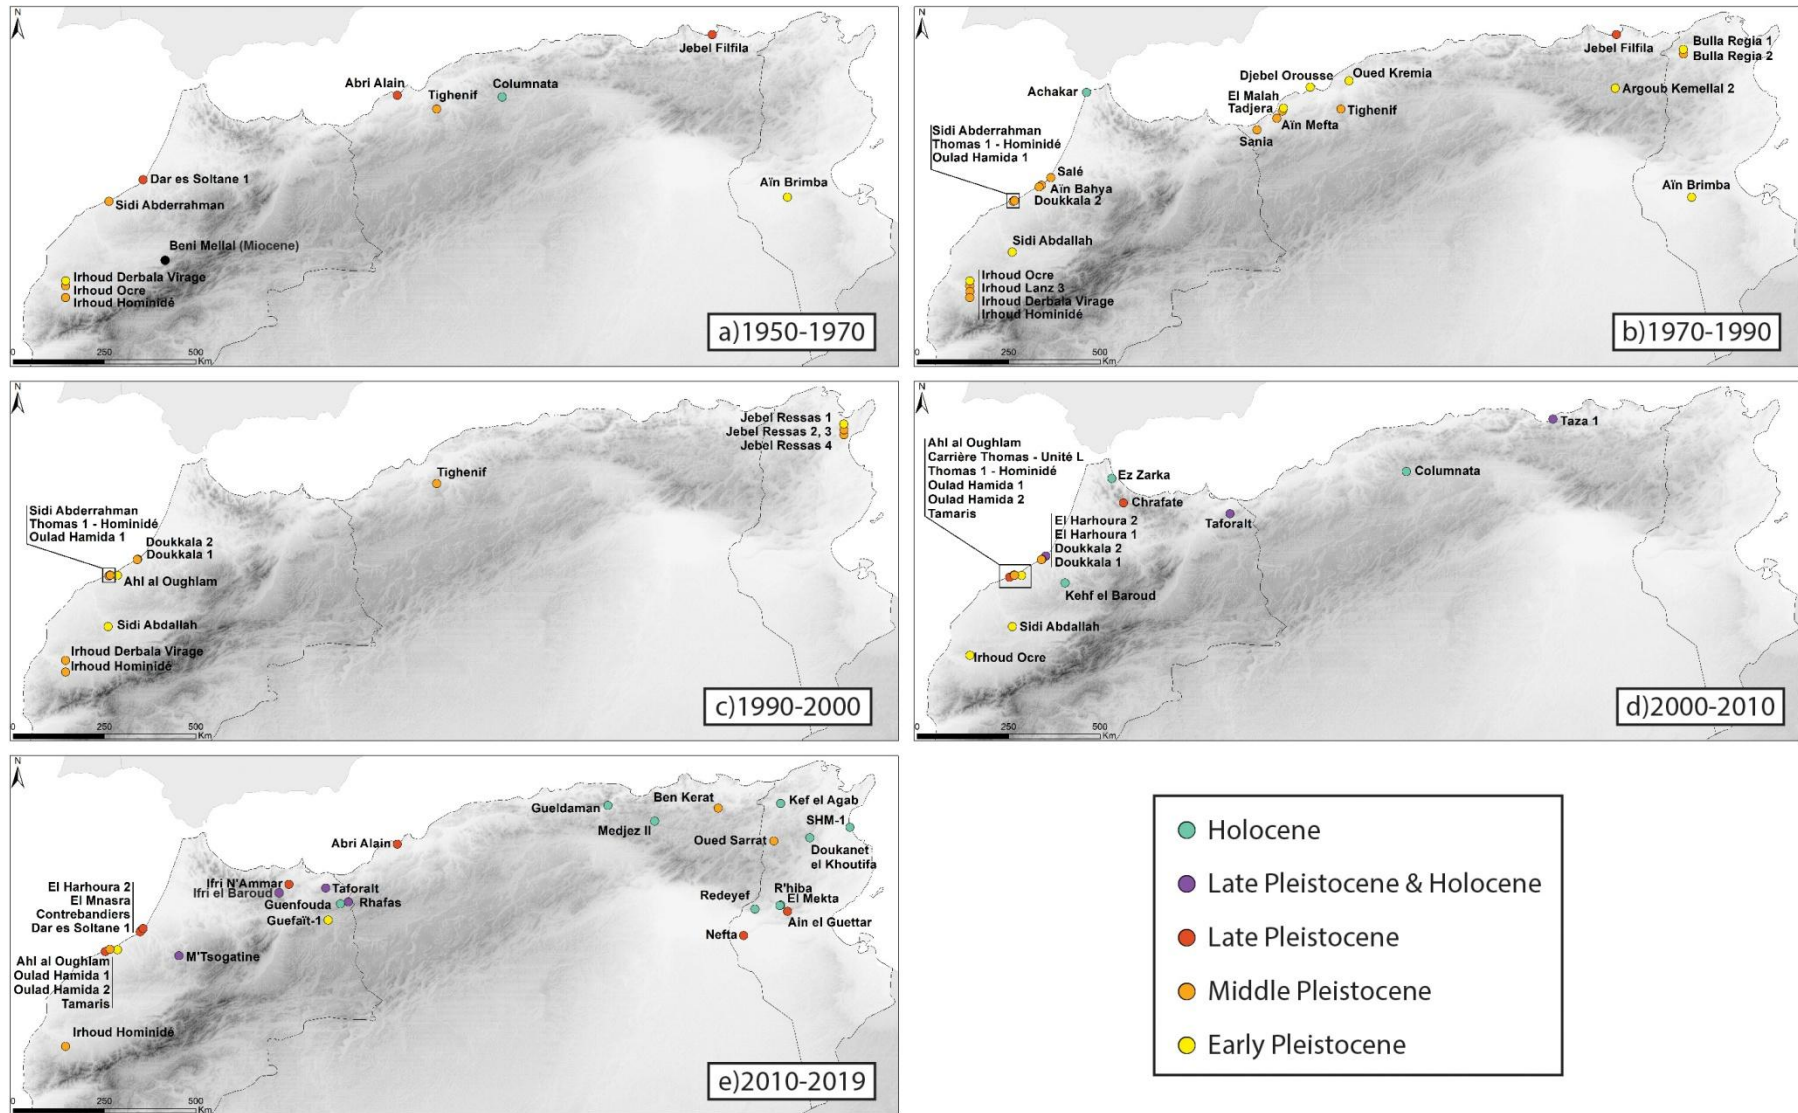 N
Jebel Filfila
Abri Alain
Columnata
Tighenif
Dar es Soltane 1
Sidi Abderrahman
Aïn Brimba
Beni Mellal (Miocene)
Irhoud Derbala Virage
Irhoud Ocre
Irhoud Hominidé
0 250 500
Km
a)1950-1970
N
Jebel Filfila
Bulla Regia 1
Bulla Regia 2
Djebel Orousse
Oued Kremia
Achakar
El Malah
Tadjera
Argoub Kemellal 2
Tighenif
Aïn Mefta
Sania
Sidi Abderrahman
Thomas 1 - Hominidé
Oulad Hamida 1
Salé
Aïn Bahya
Doukkala 2
Aïn Brimba
Sidi Abdallah
Irhoud Ocre
Irhoud Lanz 3
Irhoud Derbala Virage
Irhoud Hominidé
0 250 500
Km
b)1970-1990
N
Jebel Ressas 1
Jebel Ressas 2, 3
Jebel Ressas 4
Tighenif
Sidi Abderrahman
Thomas 1 - Hominidé
Oulad Hamida 1
Doukkala 2
Doukkala 1
Ahl al Oughlam
Sidi Abdallah
Irhoud Derbala Virage
Irhoud Hominidé
0 250 500
Km
c)1990-2000
N
Taza 1
Ahl al Oughlam
Carrière Thomas - Unité L
Thomas 1 - Hominidé
Oulad Hamida 1
Oulad Hamida 2
Tamaris
Ez Zarka
Columnata
Chrafate
Taforalt
El Harhoura 2
El Harhoura 1
Doukkala 2
Doukkala 1
Kehf el Baroud
Sidi Abdallah
Irhoud Ocre
0 250 500
Km
d)2000-2010
N
Gueldaman
Ben Kerat
Kef el Agab
SHM-1
Medjez II
Oued Sarrat
Doukanet
el Khoutifa
Abri Alain
El Harhoura 2
El Mnasra
Contrebandiers
Dar es Soltane 1
Ifri N'Ammar
Ifri el Baroud
Taforalt
Guenfouda
Rhafas
Guefaït-1
Redeyef
R'hiba
El Mekta
Ain el Guettar
Nefta
M'Tsogatine
Ahl al Oughlam
Oulad Hamida 1
Oulad Hamida 2
Tamaris
Irhoud Hominidé
0 250 500
Km
e)2010-2019
Holocene
Late Pleistocene & Holocene
Late Pleistocene
Middle Pleistocene
Early Pleistocene